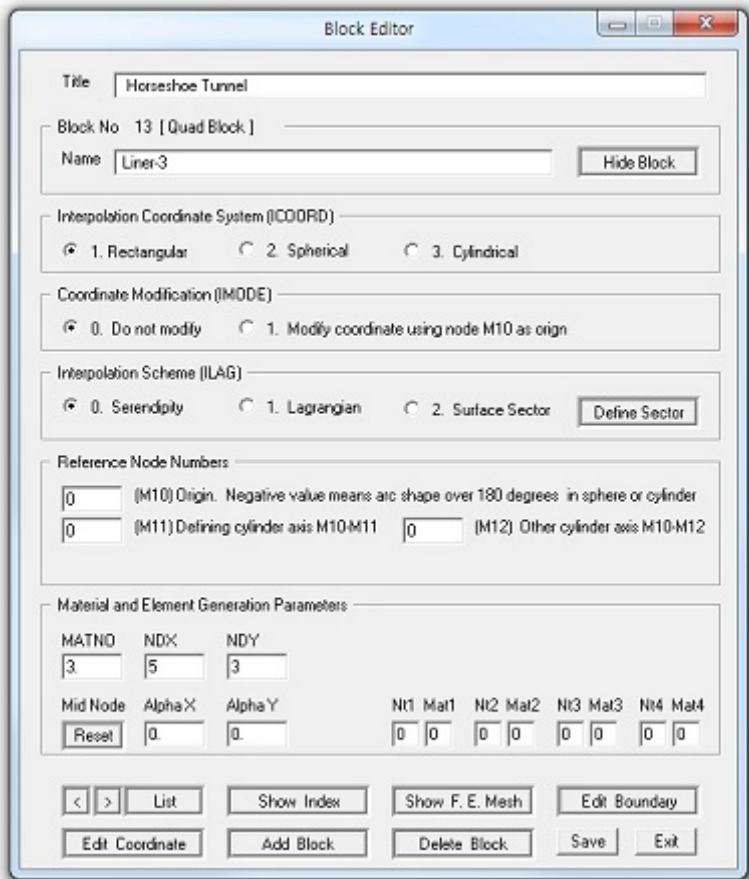 Block Editor
Title Horseshoe Tunnel
Block No 13 [ Quad Block ]
Name Liner-3 Hide Block
Interpolation Coordinate System (ICOORD)
1. Rectangular 2. Spherical 3. Cylindrical
Coordinate Modification (IMODE)
0. Do not modify 1. Modify coordinate using node M10 as orign
Interpolation Scheme (ILAG)
0. Serendipity 1. Lagrangian 2. Surface Sector Define Sector
Reference Node Numbers
0 (M10) Origin. Negative value means arc shape over 180 degrees in sphere or cylinder
0 (M11) Defining cylinder axis M10-M11 0 (M12) Other cylinder axis M10-M12
Material and Element Generation Parameters
MATNO NDX NDY
3. 5 3
Mid Node Alpha X Alpha Y Nt1 Mat1 Nt2 Mat2 Nt3 Mat3 Nt4 Mat4
Reset 0. 0. 0 0 0 0 0 0 0 0
< > List Show Index Show F. E. Mesh Edit Boundary
Edit Coordinate Add Block Delete Block Save Exit